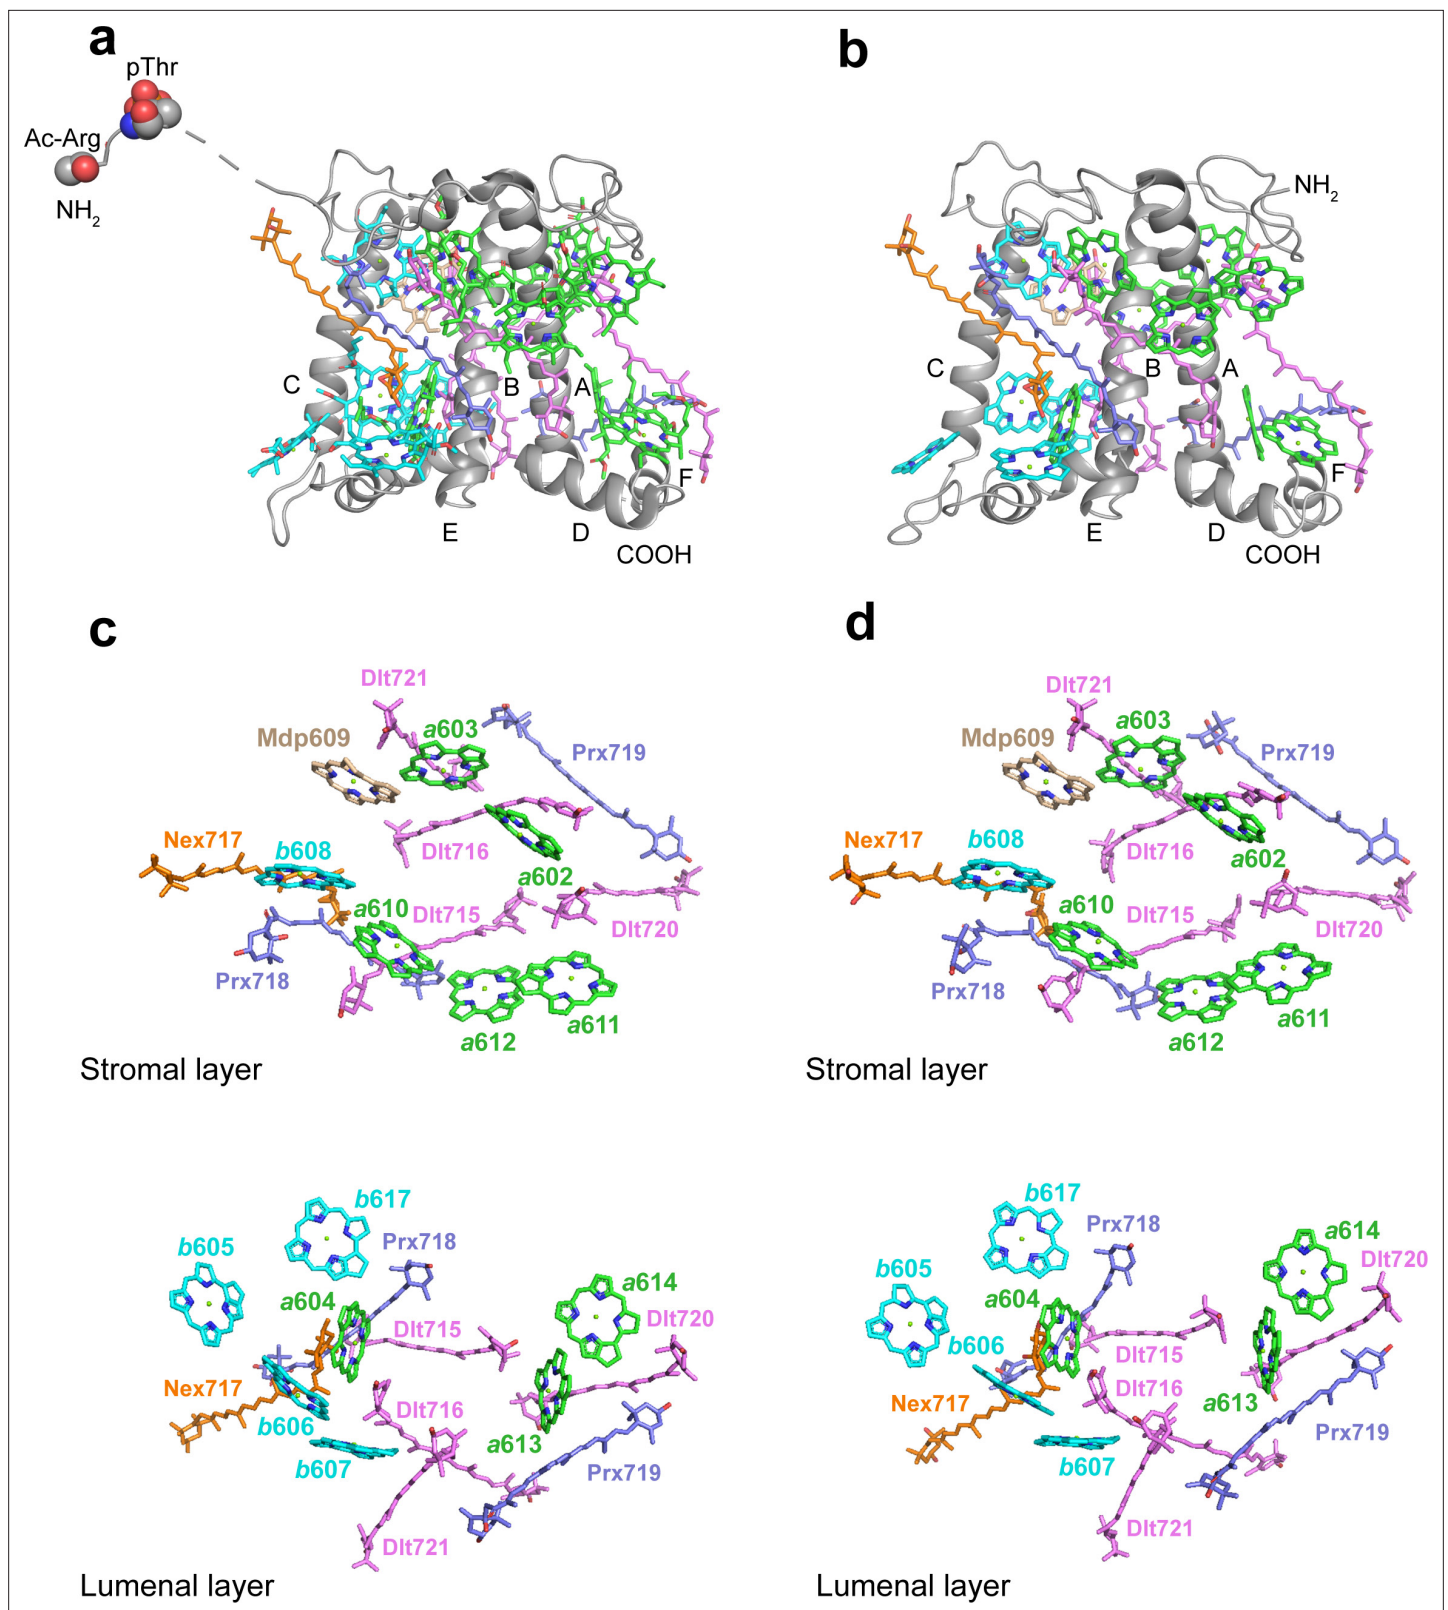 a
b
pThr
Ac-Arg
NH2
NH2
C
B
A
F
E
D
COOH
C
B
A
F
E
D
COOH
c
d
Dlt721
a603
Mdp609
Prx719
Nex717
b608
Dlt716
a602
a610
Dlt715
Dlt720
Prx718
a611
a612
Stromal layer
Dlt721
a603
Mdp609
Prx719
Nex717
b608
Dlt716
a602
a610
Dlt715
Dlt720
Prx718
a611
a612
Stromal layer
b617
Prx718
b605
a604
a614
Dlt715
Dlt720
Nex717
Dlt716
b606
a613
b607
Prx719
Dlt721
Lumenal layer
b617
Prx718
a614
b605
Dlt720
a604
b606
Dlt715
Dlt716
Nex717
a613
Prx719
b607
Dlt721
Lumenal layer